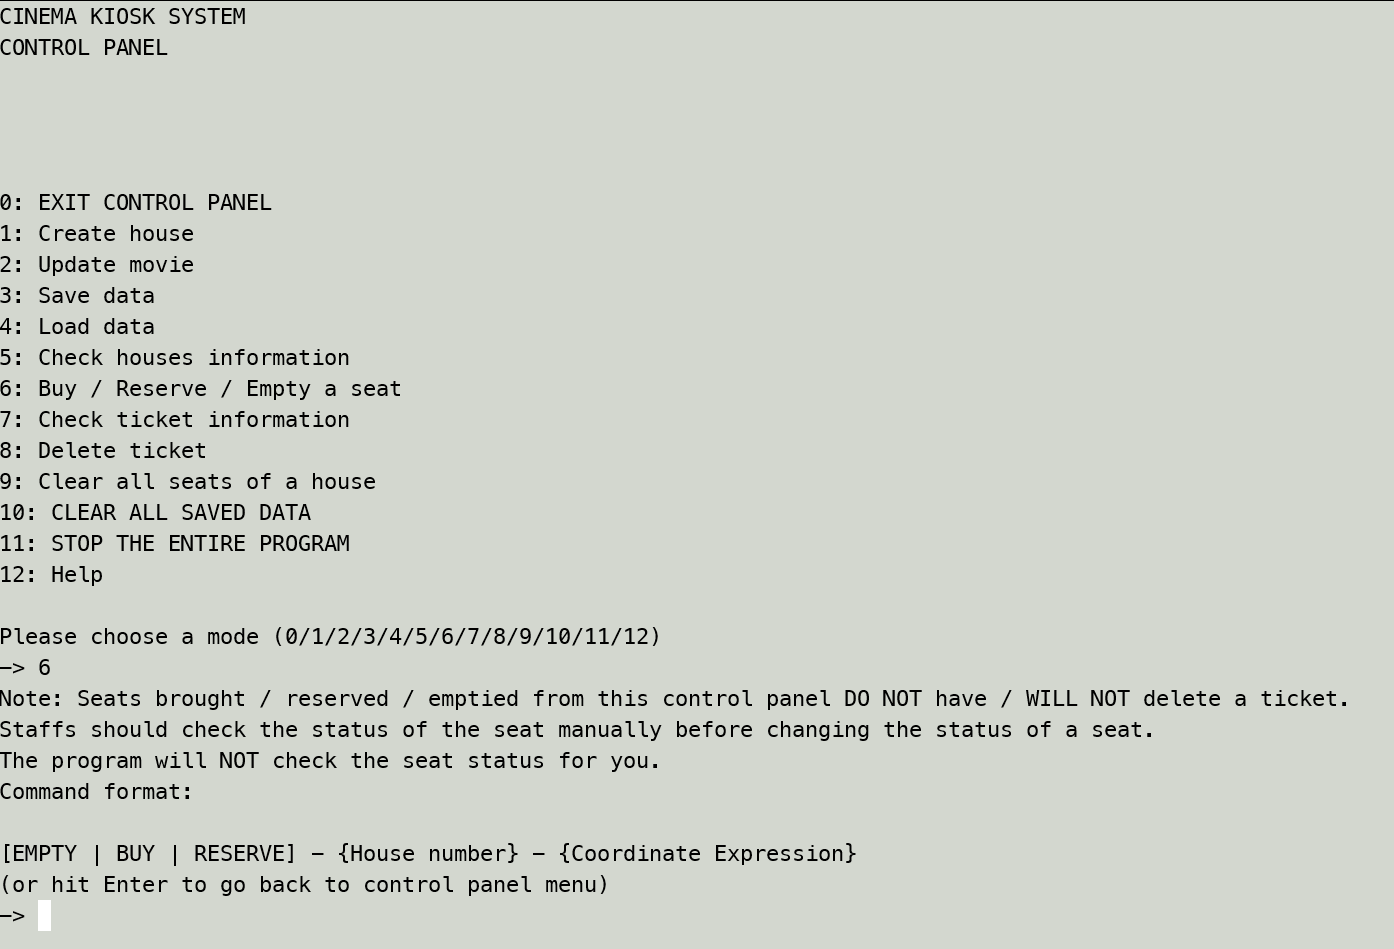 CINEMA KIOSK SYSTEM
CONTROL PANEL
0: EXIT CONTROL PANEL
1: Create house
2: Update movie
3: Save data
4: Load data
5: Check houses information
6: Buy / Reserve / Empty a seat
7: Check ticket information
8: Delete ticket
9: Clear all seats of a house
10: CLEAR ALL SAVED DATA
11: STOP THE ENTIRE PROGRAM
12: Help
Please choose a mode (0/1/2/3/4/5/6/7/8/9/10/11/12)
—> 6
Note: Seats brought / reserved / emptied from this control panel DO NOT have / WILL NOT delete a ticket.
Staffs should check the status of the seat manually before changing the status of a seat.
The program will NOT check the seat status for you.
Command format:
[EMPTY | BUY | RESERVE] – {House number} – {Coordinate Expression}
(or hit Enter to go back to control panel menu)
—>